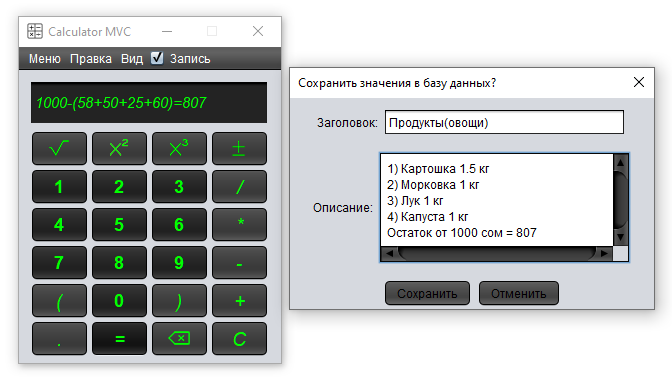 Calculator MVC
Меню Правка Вид Запись
1000-(58+50+25+60)=807
√ X² X³ ±
1 2 3 /
4 5 6 *
7 8 9 -
( 0 ) +
. = C
Сохранить значения в базу данных?
Заголовок: Продукты(овощи)
Описание:
1) Картошка 1.5 кг
2) Морковка 1 кг
3) Лук 1 кг
4) Капуста 1 кг
Остаток от 1000 сом = 807
Сохранить Отменить